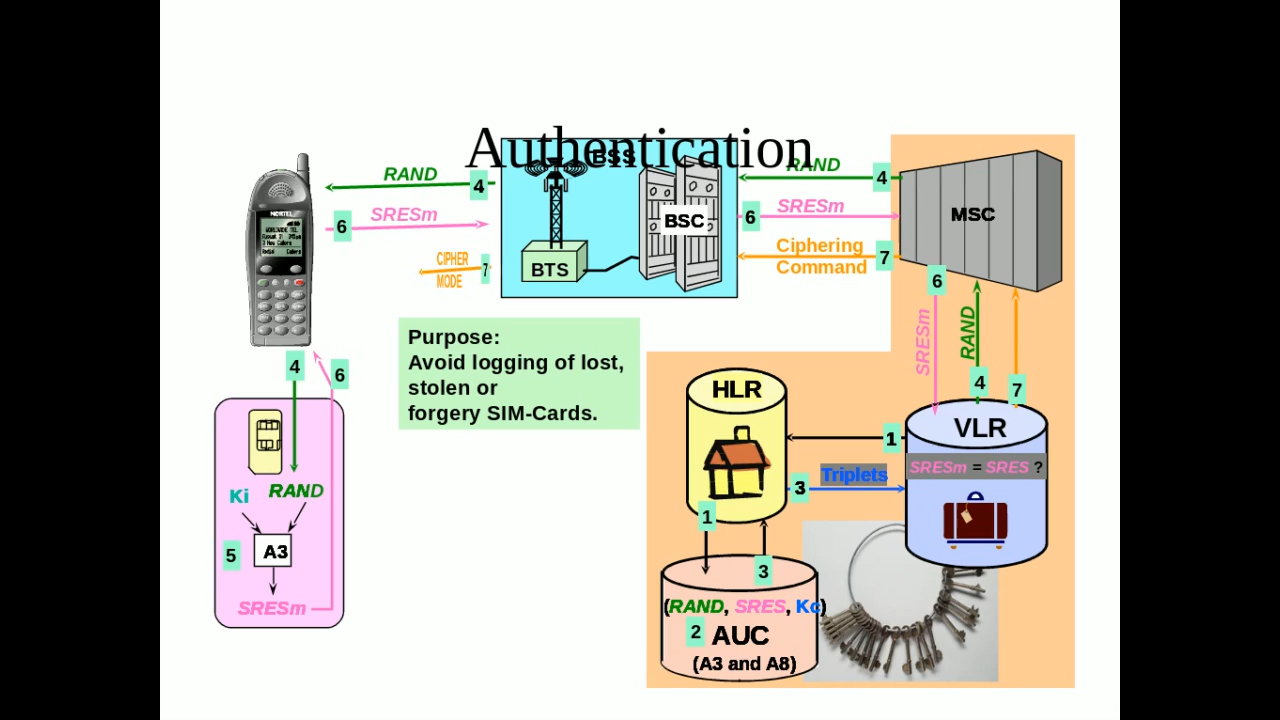 Authentication
BSS
RAND
4
RAND
4
6
SRESm
6
SRESm
CIPHER
MODE
7
Ciphering
Command
7
NORTEL
WORLDWIDE TEL
BTS
BSC
MSC
Purpose:
Avoid logging of lost,
stolen or
forgery SIM-Cards.
4
6
6
SRESm
RAND
4
7
HLR
VLR
1
SRESm = SRES ?
Triplets
3
Ki
RAND
5
A3
SRESm
1
3
(RAND, SRES, Kc)
2
AUC
(A3 and A8)